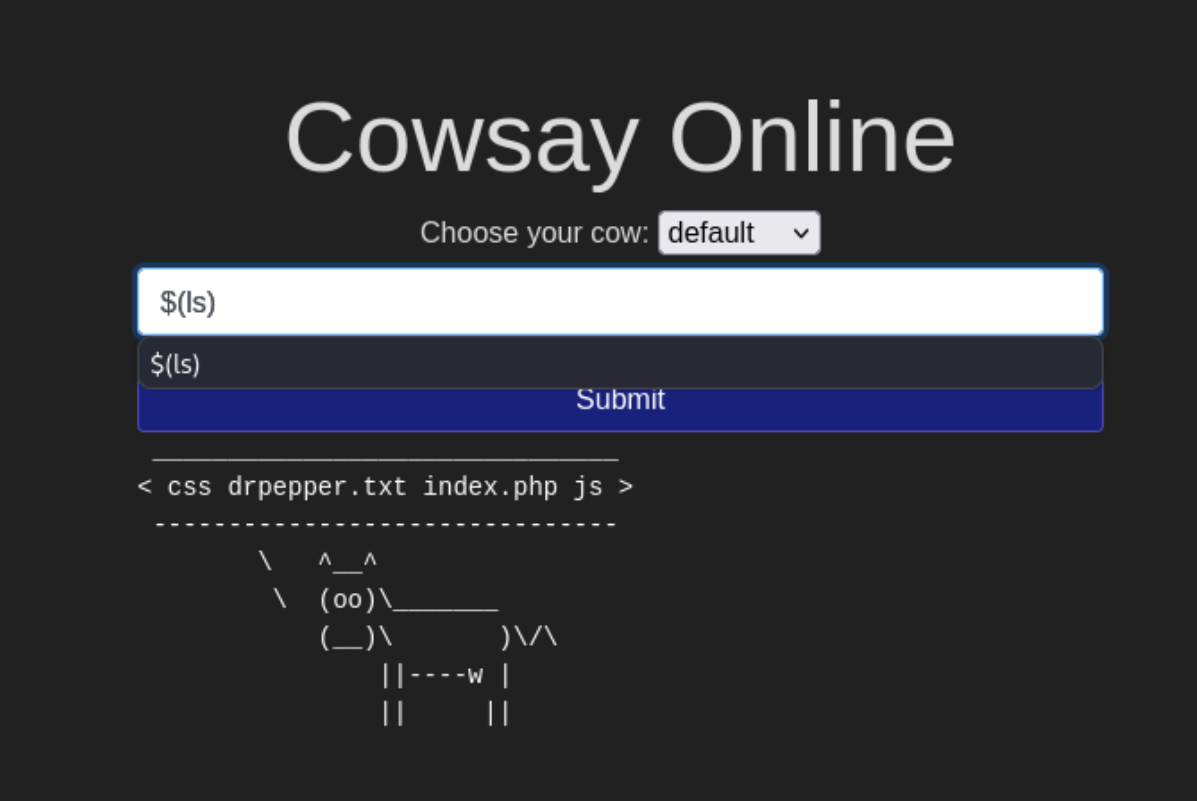 Cowsay Online
Choose your cow: default
$(ls)
$(ls)
Submit
 _______________________________
< css drpepper.txt index.php js >
 -------------------------------
        \   ^__^
         \  (oo)\_______
            (__)\       )\/\
                ||----w |
                ||     ||